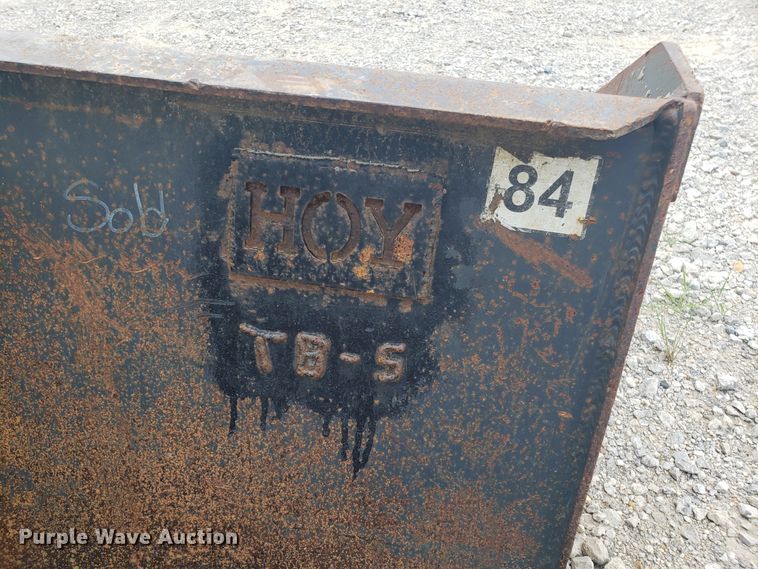 Sold
HOY
84
TB-S
Purple Wave Auction